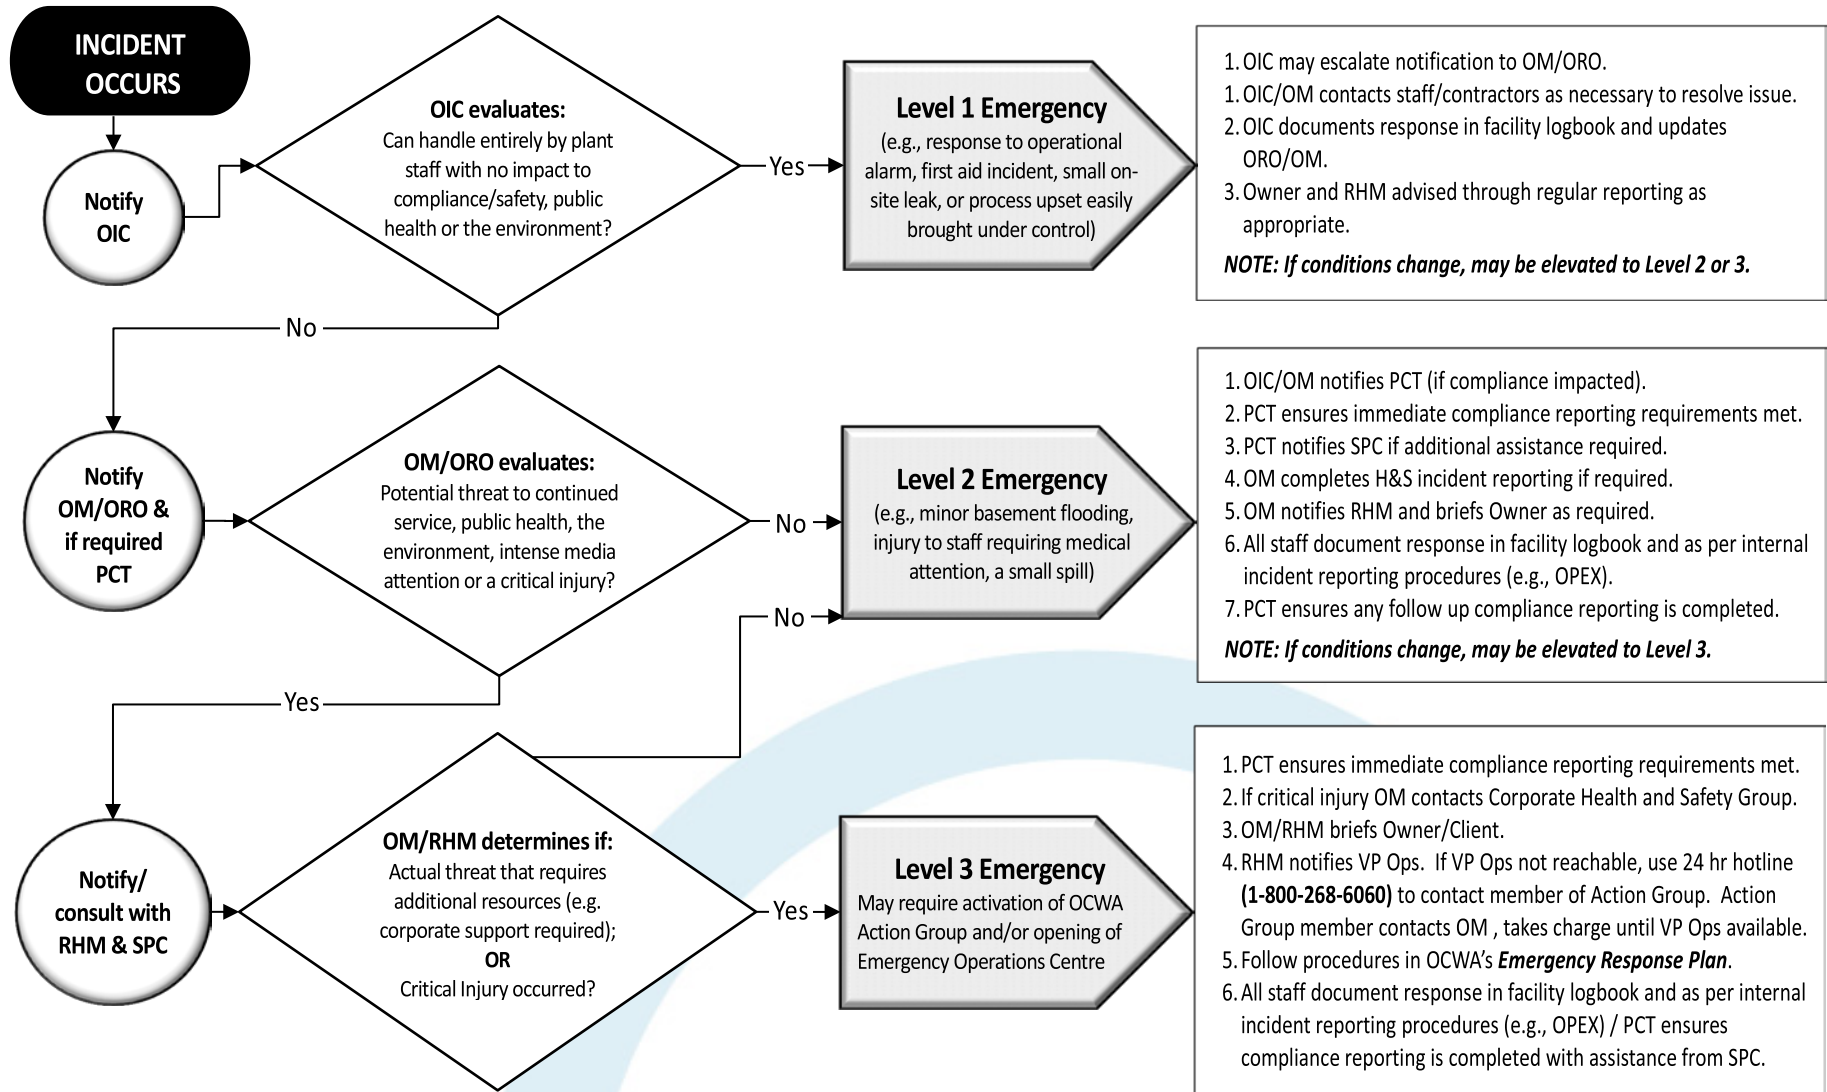 INCIDENT
OCCURS
Notify
OIC
OIC evaluates:
Can handle entirely by plant
staff with no impact to
compliance/safety, public
health or the environment?
Yes
Level 1 Emergency
(e.g., response to operational
alarm, first aid incident, small on-
site leak, or process upset easily
brought under control)
1. OIC may escalate notification to OM/ORO.
1. OIC/OM contacts staff/contractors as necessary to resolve issue.
2. OIC documents response in facility logbook and updates
ORO/OM.
3. Owner and RHM advised through regular reporting as
appropriate.
NOTE: If conditions change, may be elevated to Level 2 or 3.
No
Notify
OM/ORO &
if required
PCT
OM/ORO evaluates:
Potential threat to continued
service, public health, the
environment, intense media
attention or a critical injury?
No
Level 2 Emergency
(e.g., minor basement flooding,
injury to staff requiring medical
attention, a small spill)
No
1. OIC/OM notifies PCT (if compliance impacted).
2. PCT ensures immediate compliance reporting requirements met.
3. PCT notifies SPC if additional assistance required.
4. OM completes H&S incident reporting if required.
5. OM notifies RHM and briefs Owner as required.
6. All staff document response in facility logbook and as per internal
incident reporting procedures (e.g., OPEX).
7. PCT ensures any follow up compliance reporting is completed.
NOTE: If conditions change, may be elevated to Level 3.
Yes
Notify/
consult with
RHM & SPC
OM/RHM determines if:
Actual threat that requires
additional resources (e.g.
corporate support required);
OR
Critical Injury occurred?
Yes
Level 3 Emergency
May require activation of OCWA
Action Group and/or opening of
Emergency Operations Centre
1. PCT ensures immediate compliance reporting requirements met.
2. If critical injury OM contacts Corporate Health and Safety Group.
3. OM/RHM briefs Owner/Client.
4. RHM notifies VP Ops.  If VP Ops not reachable, use 24 hr hotline
(1-800-268-6060) to contact member of Action Group.  Action
Group member contacts OM , takes charge until VP Ops available.
5. Follow procedures in OCWA's Emergency Response Plan.
6. All staff document response in facility logbook and as per internal
incident reporting procedures (e.g., OPEX) / PCT ensures
compliance reporting is completed with assistance from SPC.